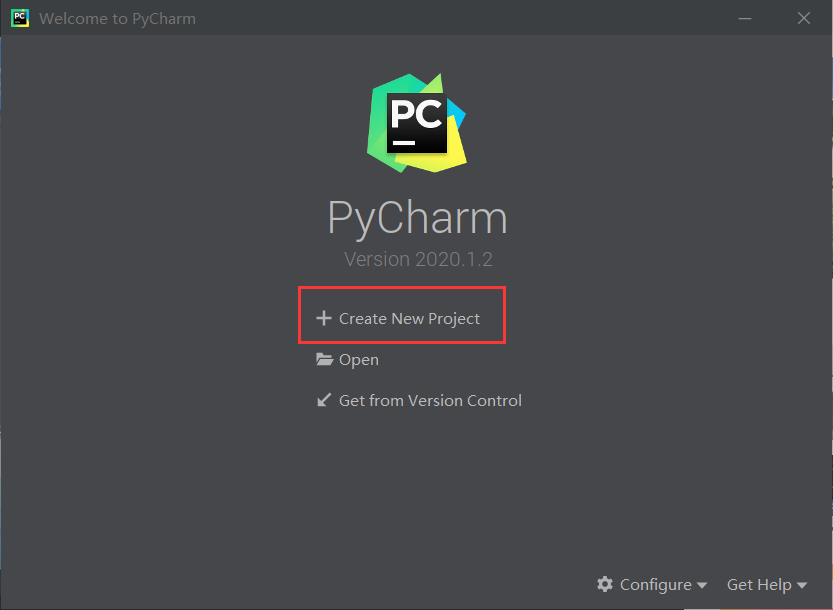 PC
Welcome to PyCharm
PC
PyCharm
Version 2020.1.2
Create New Project
Open
Get from Version Control
Configure
Get Help